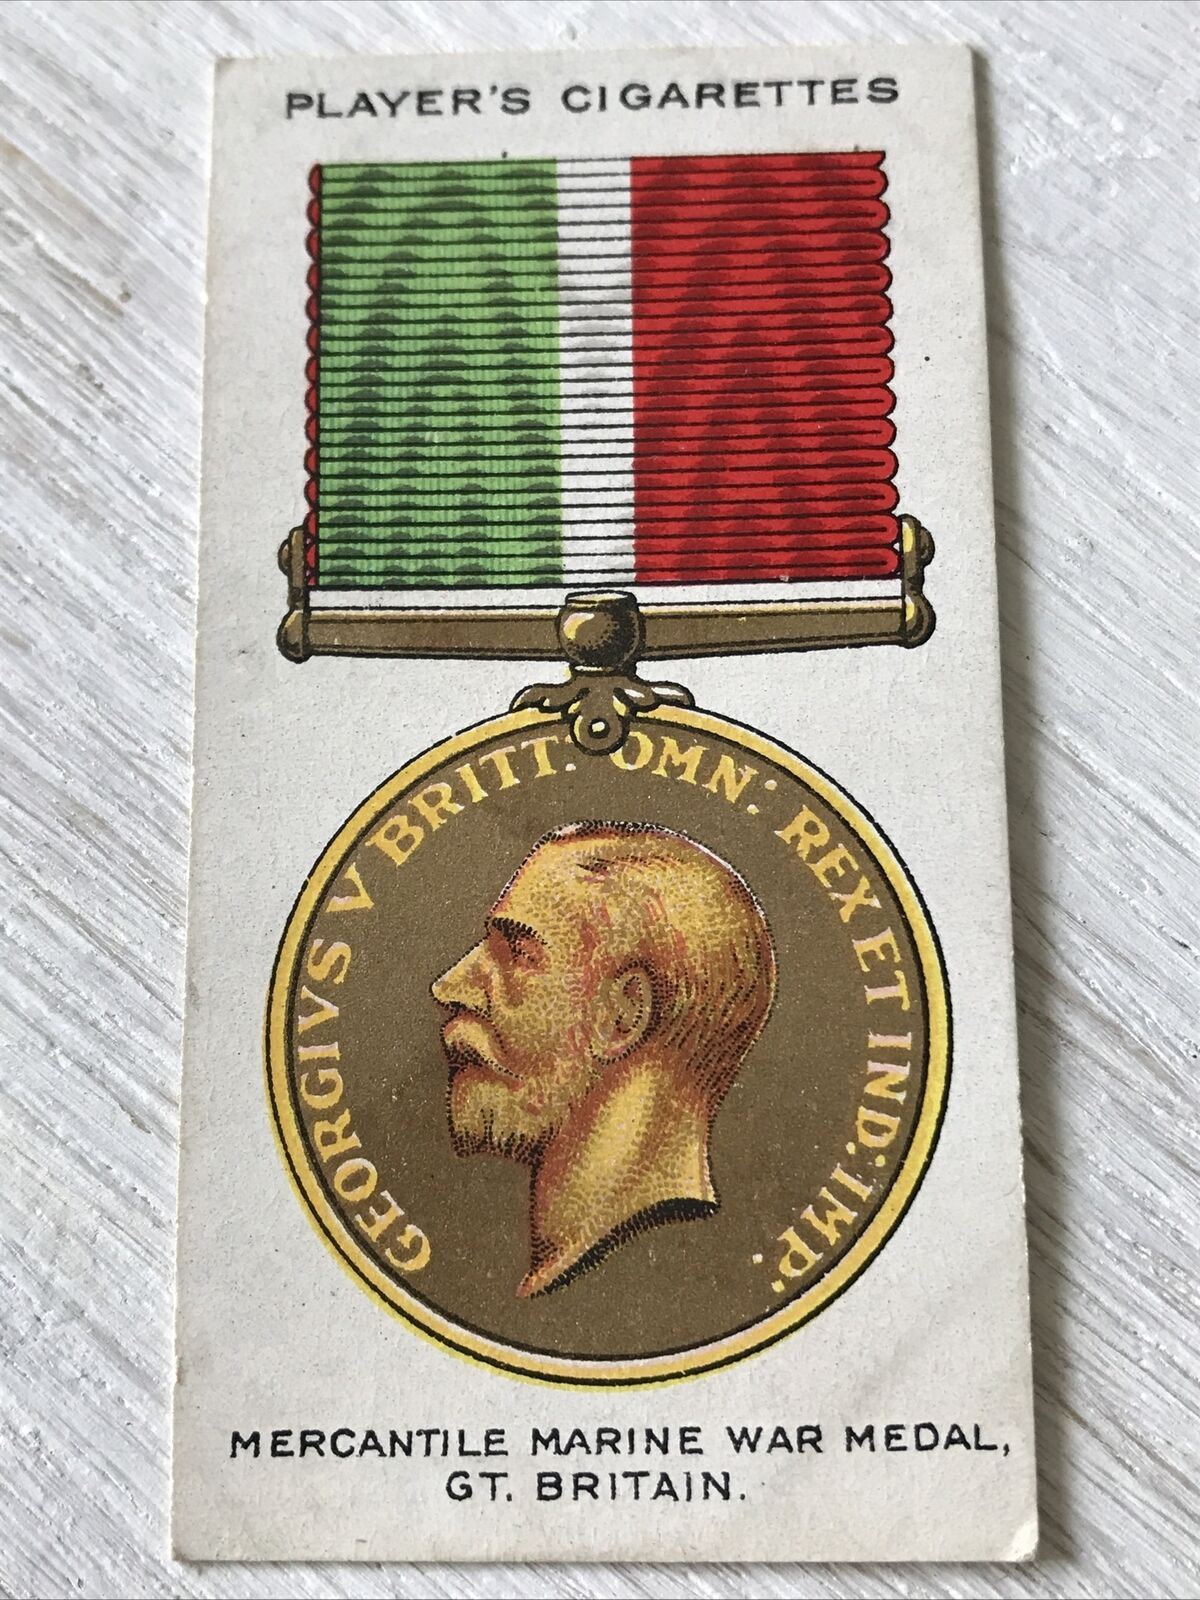 PLAYER'S CIGARETTES
GEORGIVS V BRITT: OMN: REX ET IND: IMP:
MERCANTILE MARINE WAR MEDAL,
GT. BRITAIN.